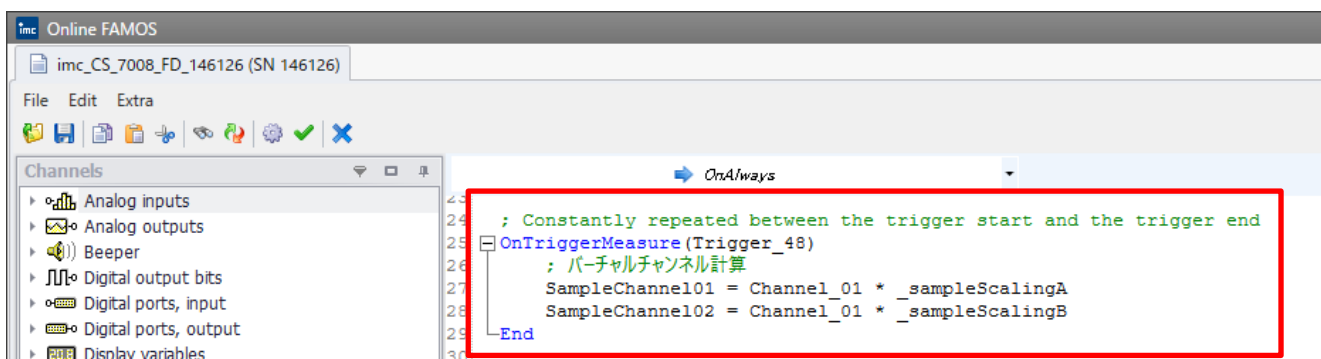 imc Online FAMOS
imc_CS_7008_FD_146126 (SN 146126)
File Edit Extra
Channels
OnAlways
Analog inputs
Analog outputs
Beeper
Digital output bits
Digital ports, input
Digital ports, output
Display variables
23
24 ; Constantly repeated between the trigger start and the trigger end
25 OnTriggerMeasure(Trigger_48)
26 ; バーチャルチャンネル計算
27 SampleChannel01 = Channel_01 * _sampleScalingA
28 SampleChannel02 = Channel_01 * _sampleScalingB
29 End
30